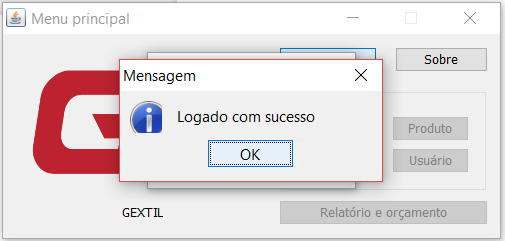 Menu principal
Sobre
Mensagem
Logado com sucesso
OK
Produto
Usuário
GEXTIL
Relatório e orçamento